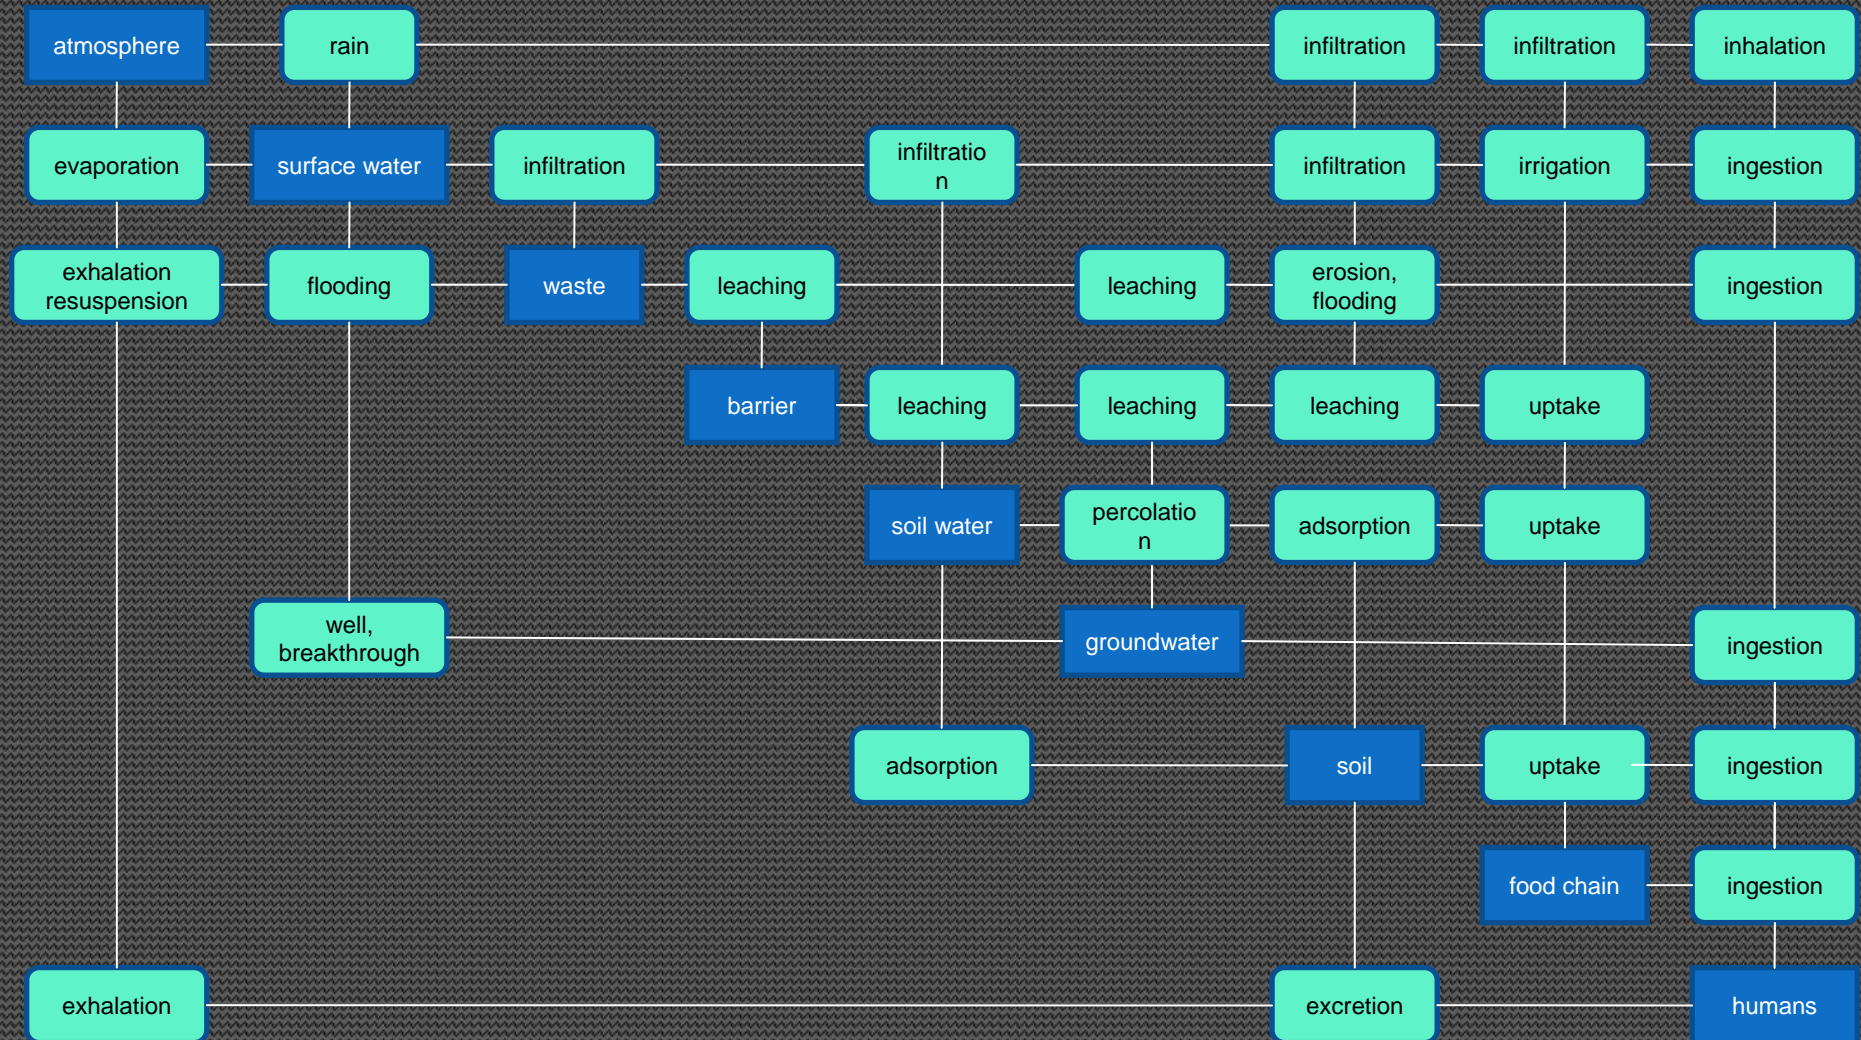 atmosphere
rain
infiltration
infiltration
inhalation
evaporation
surface water
infiltration
infiltratio
n
infiltration
irrigation
ingestion
exhalation
resuspension
flooding
waste
leaching
leaching
erosion,
flooding
ingestion
barrier
leaching
leaching
leaching
uptake
soil water
percolatio
n
adsorption
uptake
well,
breakthrough
groundwater
ingestion
adsorption
soil
uptake
ingestion
food chain
ingestion
exhalation
excretion
humans